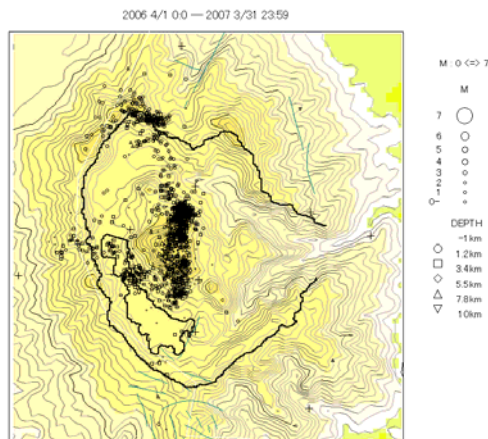 2006 4/1 0:0 — 2007 3/31 23:59
M : 0 <=> 7
M
7
6
5
4
3
2
1
0-
DEPTH
-1km
1.2km
3.4km
5.5km
7.8km
10km